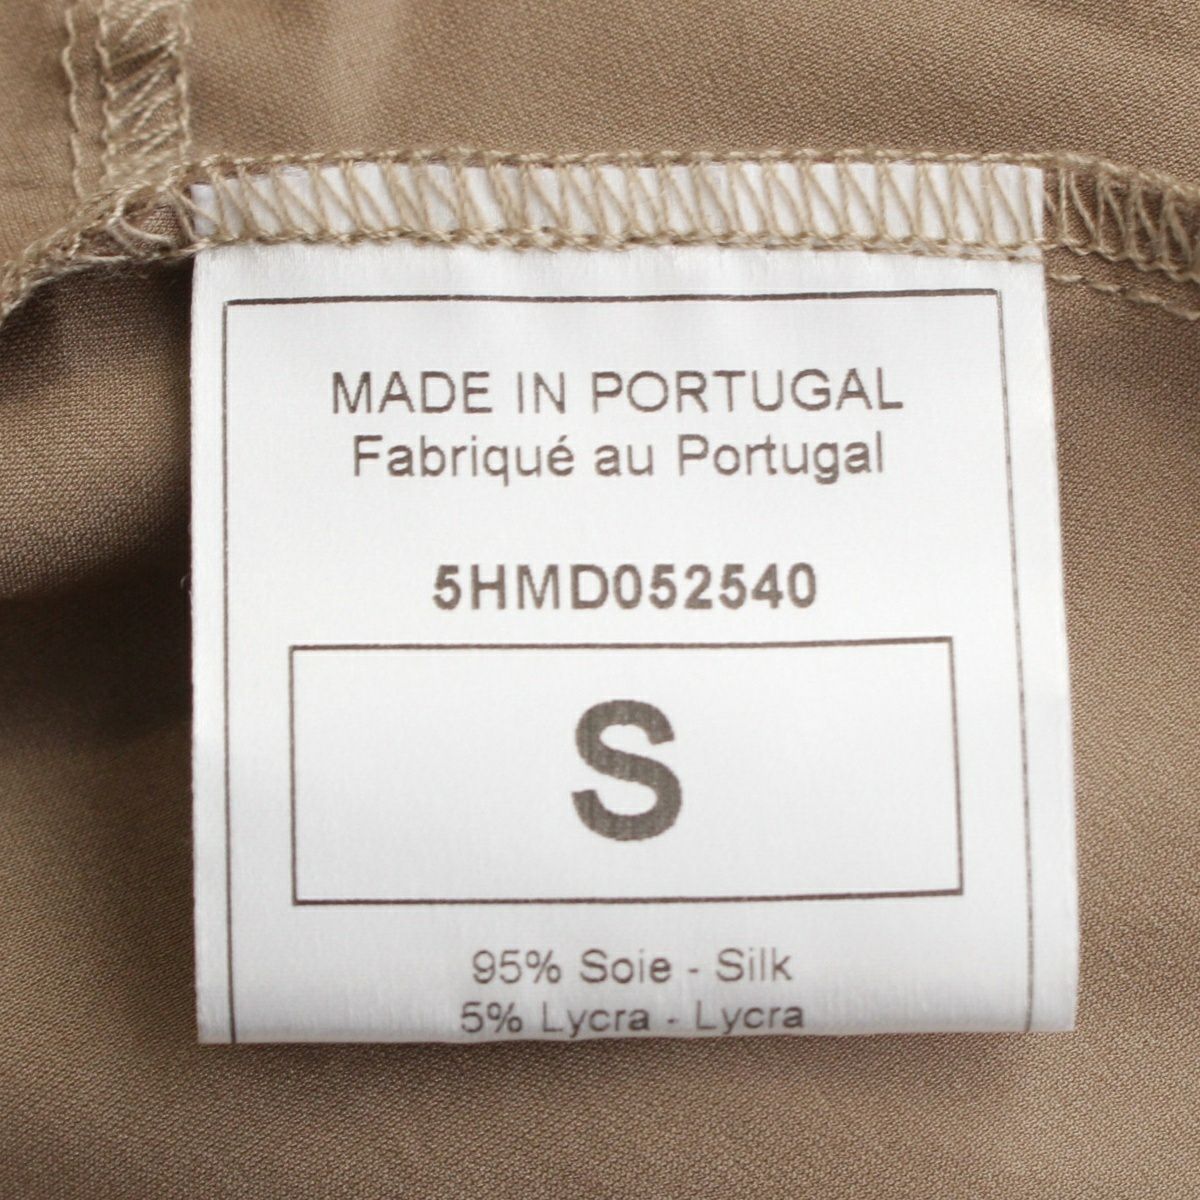 MADE IN PORTUGAL
Fabriqué au Portugal
5HMD052540
S
95% Soie - Silk
5% Lycra - Lycra